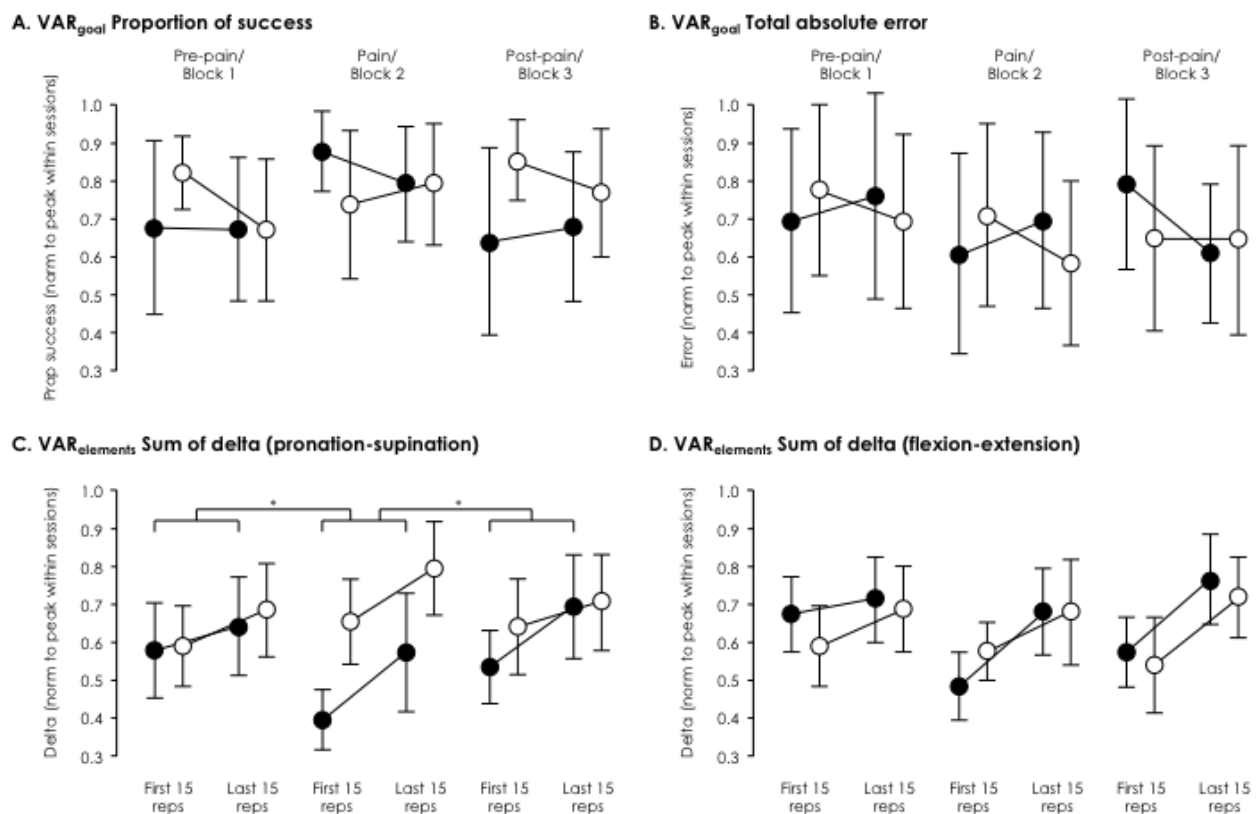 A. VARgoal Proportion of success
Pre-pain/
Block 1
Pain/
Block 2
Post-pain/
Block 3
Prop success (norm to peak within sessions)
1.0
0.9
0.8
0.7
0.6
0.5
0.4
0.3
B. VARgoal Total absolute error
Pre-pain/
Block 1
Pain/
Block 2
Post-pain/
Block 3
Error (norm to peak within sessions)
1.0
0.9
0.8
0.7
0.6
0.5
0.4
0.3
C. VARelements Sum of delta (pronation-supination)
Delta (norm to peak within sessions)
1.0
0.9
0.8
0.7
0.6
0.5
0.4
0.3
*
*
First 15
reps
Last 15
reps
First 15
reps
Last 15
reps
First 15
reps
Last 15
reps
D. VARelements Sum of delta (flexion-extension)
Delta (norm to peak within sessions)
1.0
0.9
0.8
0.7
0.6
0.5
0.4
0.3
First 15
reps
Last 15
reps
First 15
reps
Last 15
reps
First 15
reps
Last 15
reps